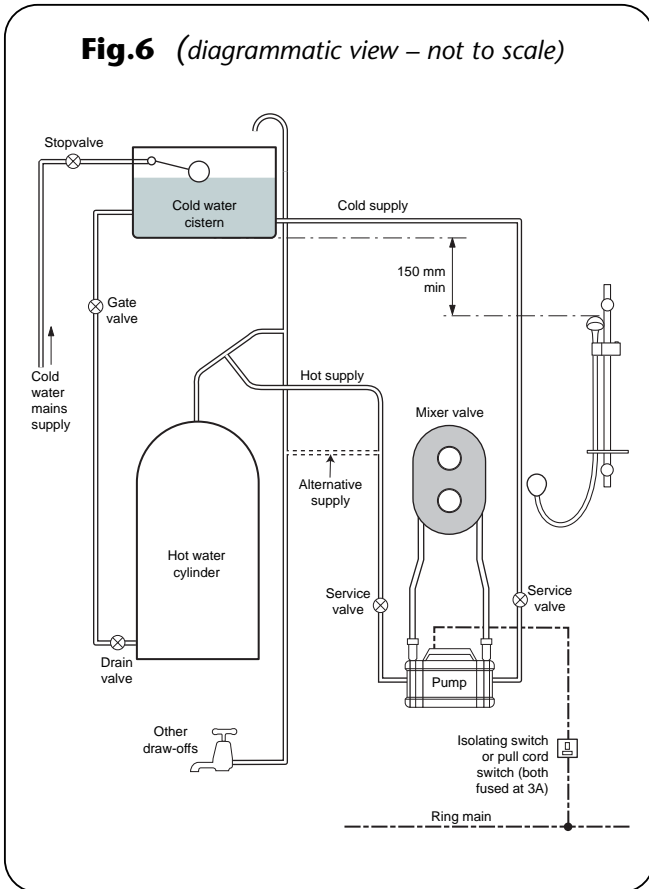 Fig.6 (diagrammatic view – not to scale)
Stopvalve
Cold water
cistern
Cold supply
150 mm
min
Gate
valve
Cold
water
mains
supply
Hot supply
Mixer valve
Alternative
supply
Hot water
cylinder
Service
valve
Service
valve
Drain
valve
Pump
Other
draw-offs
Isolating switch
or pull cord
switch (both
fused at 3A)
Ring main